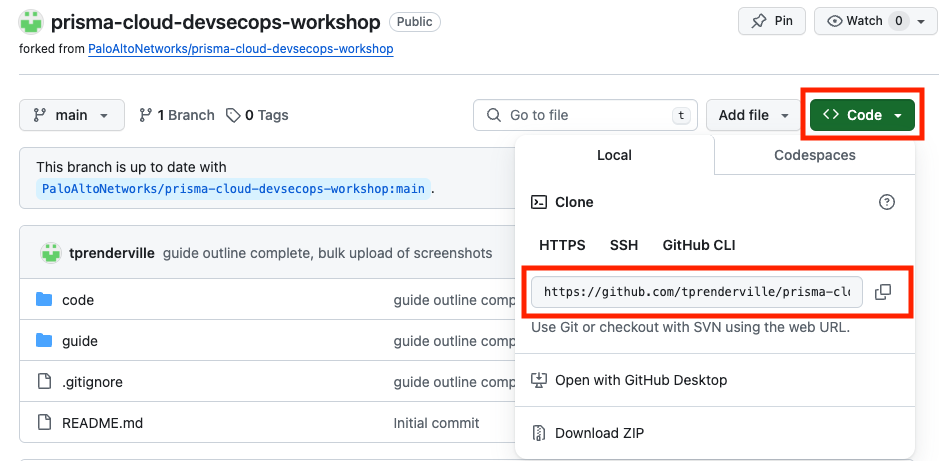 prisma-cloud-devsecops-workshop Public Pin Watch 0
forked from PaloAltoNetworks/prisma-cloud-devsecops-workshop
main 1 Branch 0 Tags Go to file t Add file <> Code
This branch is up to date with
PaloAltoNetworks/prisma-cloud-devsecops-workshop:main .
Local Codespaces
Clone
HTTPS SSH GitHub CLI
https://github.com/tprenderville/prisma-clo
Use Git or checkout with SVN using the web URL.
Open with GitHub Desktop
Download ZIP
tprenderville guide outline complete, bulk upload of screenshots
code guide outline comp
guide guide outline comp
.gitignore guide outline comp
README.md Initial commit